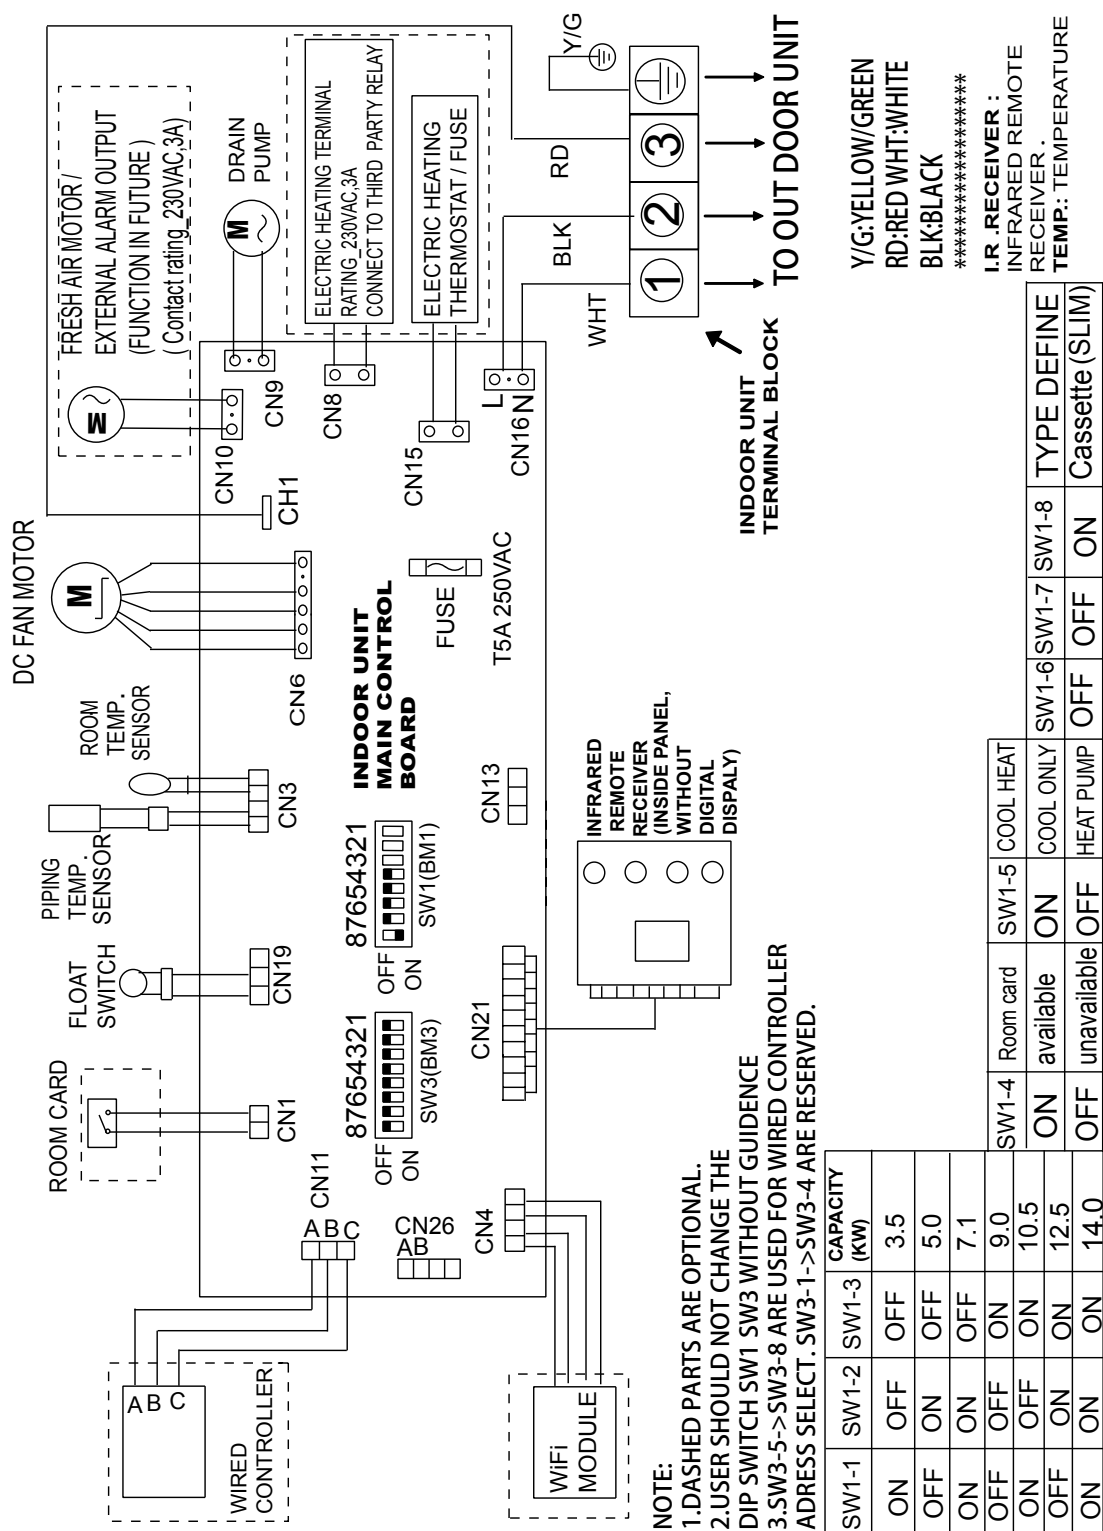 DC FAN MOTOR
FRESH AIR MOTOR /
EXTERNAL ALARM OUTPUT
(FUNCTION IN FUTURE )
( Contact rating_230VAC,3A)
M
DRAIN
PUMP
M
ELECTRIC HEATING TERMINAL
RATING_230VAC,3A
CONNECT TO THIRD PARTY RELAY
ELECTRIC HEATING
THERMOSTAT / FUSE
M
ROOM
TEMP.
SENSOR
PIPING
TEMP.
SENSOR
FLOAT
SWITCH
ROOM CARD
CN1
CN19
CN3
CN6
CH1
CN10
CN9
CN8
CN15
CN16
L
N
WIRED
CONTROLLER
A B C
CN11
A B C
CN26
AB
CN4
WiFi
MODULE
87654321
OFF
ON
SW3(BM3)
87654321
OFF
ON
SW1(BM1)
INDOOR UNIT
MAIN CONTROL
BOARD
FUSE
T5A 250VAC
CN21
CN13
INFRARED
REMOTE
RECEIVER
(INSIDE PANEL,
WITHOUT
DIGITAL
DISPALY)
WHT
BLK
RD
Y/G
1 2 3
INDOOR UNIT
TERMINAL BLOCK
TO OUT DOOR UNIT
Y/G:YELLOW/GREEN
RD:RED WHT:WHITE
BLK:BLACK
*********************
I.R .RECEIVER :
INFRARED REMOTE
RECEIVER .
TEMP.: TEMPERATURE
NOTE:
1.DASHED PARTS ARE OPTIONAL.
2.USER SHOULD NOT CHANGE THE
DIP SWITCH SW1 SW3 WITHOUT GUIDENCE
3.SW3-5->SW3-8 ARE USED FOR WIRED CONTROLLER
ADRESS SELECT. SW3-1->SW3-4 ARE RESERVED.
SW1-1 SW1-2 SW1-3 CAPACITY (KW)
ON OFF OFF 3.5
OFF ON OFF 5.0
ON ON OFF 7.1
OFF OFF ON 9.0
ON OFF ON 10.5
OFF ON ON 12.5
ON ON ON 14.0
SW1-4 Room card SW1-5 COOL HEAT
ON available ON COOL ONLY
OFF unavailable OFF HEAT PUMP
SW1-6 SW1-7 SW1-8 TYPE DEFINE
OFF OFF ON Cassette (SLIM)